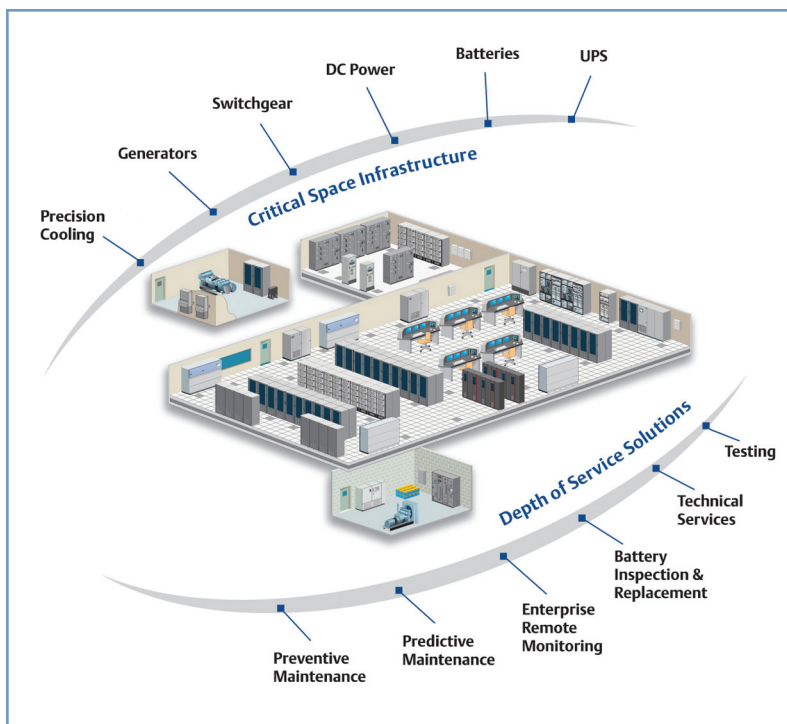 UPS
Batteries
DC Power
Switchgear
Generators
Precision
Cooling
Critical Space Infrastructure
Depth of Service Solutions
Testing
Technical
Services
Battery
Inspection &
Replacement
Enterprise
Remote
Monitoring
Predictive
Maintenance
Preventive
Maintenance